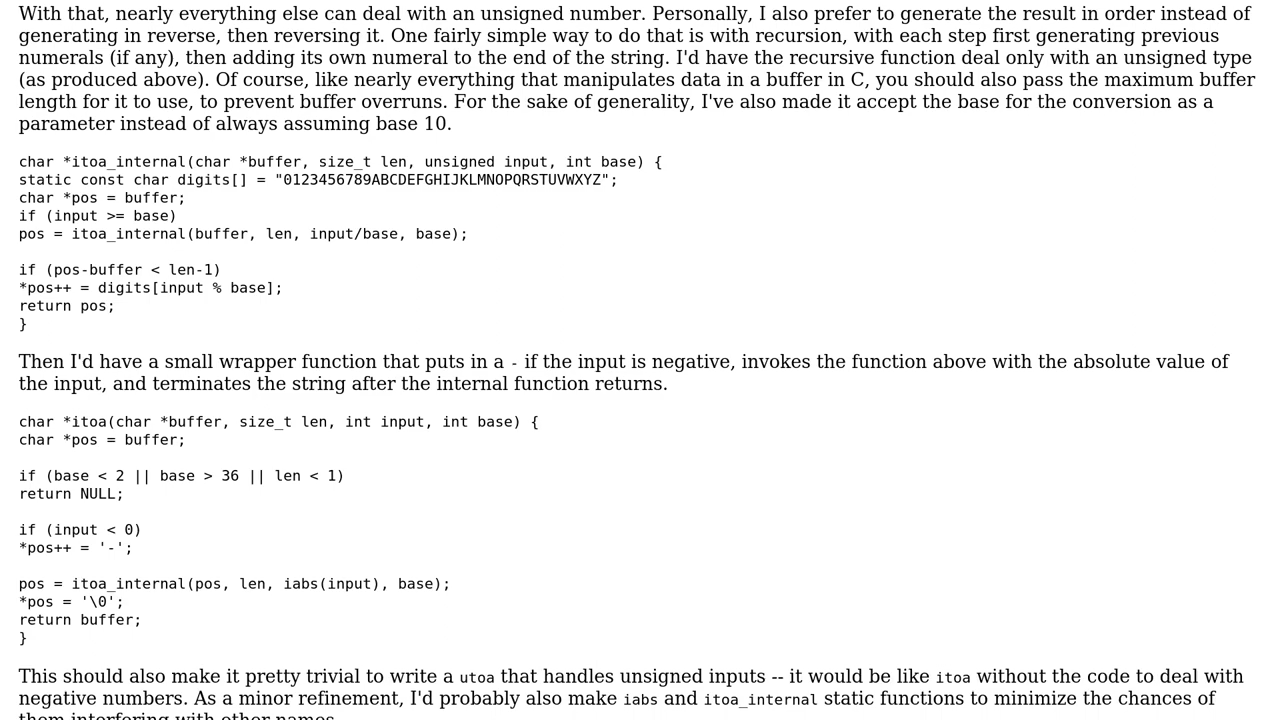 With that, nearly everything else can deal with an unsigned number. Personally, I also prefer to generate the result in order instead of
generating in reverse, then reversing it. One fairly simple way to do that is with recursion, with each step first generating previous
numerals (if any), then adding its own numeral to the end of the string. I'd have the recursive function deal only with an unsigned type
(as produced above). Of course, like nearly everything that manipulates data in a buffer in C, you should also pass the maximum buffer
length for it to use, to prevent buffer overruns. For the sake of generality, I've also made it accept the base for the conversion as a
parameter instead of always assuming base 10.
char *itoa_internal(char *buffer, size_t len, unsigned input, int base) {
static const char digits[] = "0123456789ABCDEFGHIJKLMNOPQRSTUVWXYZ";
char *pos = buffer;
if (input >= base)
pos = itoa_internal(buffer, len, input/base, base);
if (pos-buffer < len-1)
*pos++ = digits[input % base];
return pos;
}
Then I'd have a small wrapper function that puts in a - if the input is negative, invokes the function above with the absolute value of
the input, and terminates the string after the internal function returns.
char *itoa(char *buffer, size_t len, int input, int base) {
char *pos = buffer;
if (base < 2 || base > 36 || len < 1)
return NULL;
if (input < 0)
*pos++ = '-';
pos = itoa_internal(pos, len, iabs(input), base);
*pos = '\0';
return buffer;
}
This should also make it pretty trivial to write a utoa that handles unsigned inputs -- it would be like itoa without the code to deal with
negative numbers. As a minor refinement, I'd probably also make iabs and itoa_internal static functions to minimize the chances of
them interfering with other names.